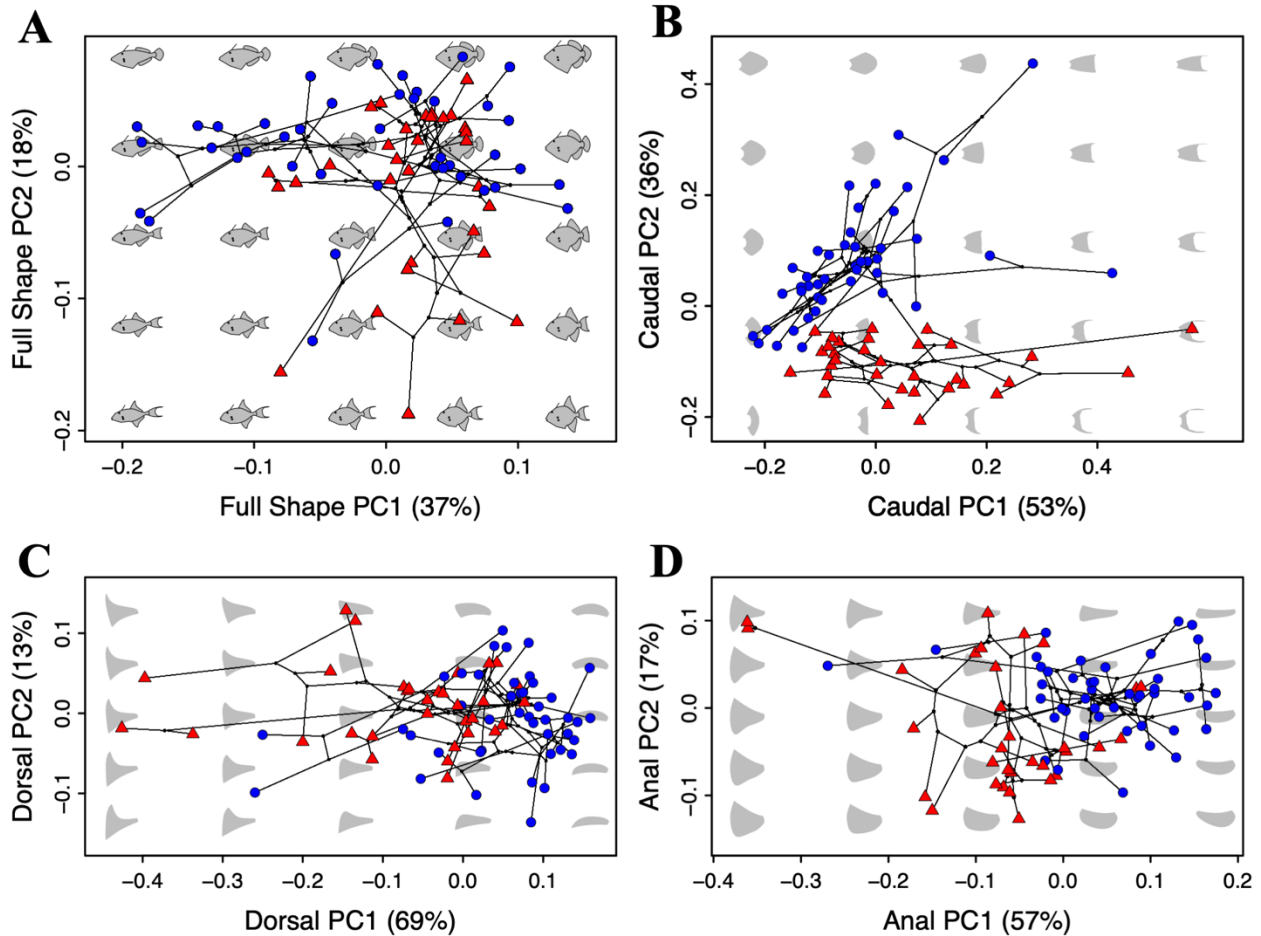 A
Full Shape PC2 (18%)
0.0
−0.1
−0.2
−0.2
−0.1
0.0
0.1
Full Shape PC1 (37%)
B
Caudal PC2 (36%)
0.4
0.2
0.0
−0.2
−0.2
0.0
0.2
0.4
Caudal PC1 (53%)
C
Dorsal PC2 (13%)
0.1
0.0
−0.1
−0.4
−0.3
−0.2
−0.1
0.0
0.1
Dorsal PC1 (69%)
D
Anal PC2 (17%)
0.1
0.0
−0.1
−0.4
−0.3
−0.2
−0.1
0.0
0.1
0.2
Anal PC1 (57%)